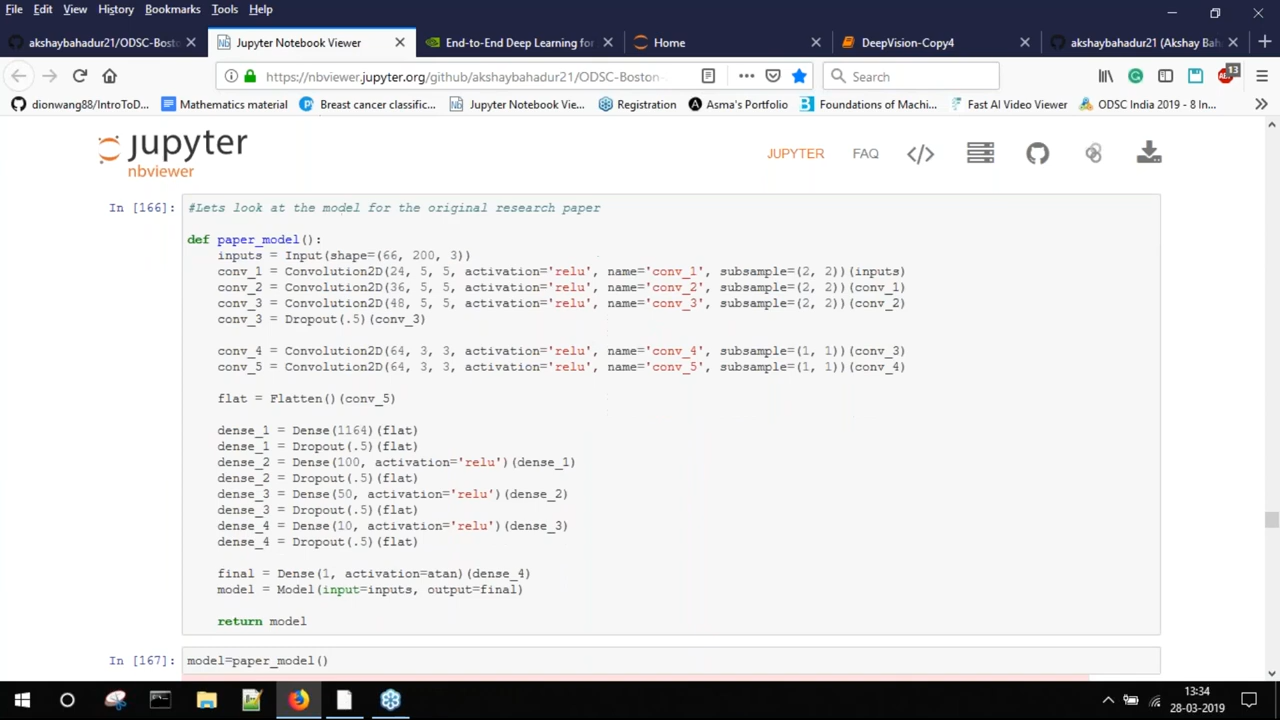 File Edit View History Bookmarks Tools Help
akshaybahadur21/ODSC-Bosto
Jupyter Notebook Viewer
End-to-End Deep Learning for
Home
DeepVision-Copy4
akshaybahadur21 (Akshay Bah
https://nbviewer.jupyter.org/github/akshaybahadur21/ODSC-Boston-
Search
13
dionwang88/IntroToD...
Mathematics material
Breast cancer classific...
Jupyter Notebook Vie...
Registration
Asma's Portfolio
Foundations of Machi...
Fast AI Video Viewer
ODSC India 2019 - 8 In...
jupyter
nbviewer
JUPYTER FAQ
In [166]:
#Lets look at the model for the original research paper
def paper_model():
inputs = Input(shape=(66, 200, 3))
conv_1 = Convolution2D(24, 5, 5, activation='relu', name='conv_1', subsample=(2, 2))(inputs)
conv_2 = Convolution2D(36, 5, 5, activation='relu', name='conv_2', subsample=(2, 2))(conv_1)
conv_3 = Convolution2D(48, 5, 5, activation='relu', name='conv_3', subsample=(2, 2))(conv_2)
conv_3 = Dropout(.5)(conv_3)
conv_4 = Convolution2D(64, 3, 3, activation='relu', name='conv_4', subsample=(1, 1))(conv_3)
conv_5 = Convolution2D(64, 3, 3, activation='relu', name='conv_5', subsample=(1, 1))(conv_4)
flat = Flatten()(conv_5)
dense_1 = Dense(1164)(flat)
dense_1 = Dropout(.5)(flat)
dense_2 = Dense(100, activation='relu')(dense_1)
dense_2 = Dropout(.5)(flat)
dense_3 = Dense(50, activation='relu')(dense_2)
dense_3 = Dropout(.5)(flat)
dense_4 = Dense(10, activation='relu')(dense_3)
dense_4 = Dropout(.5)(flat)
final = Dense(1, activation=atan)(dense_4)
model = Model(input=inputs, output=final)
return model
In [167]:
model=paper_model()
13:34
28-03-2019